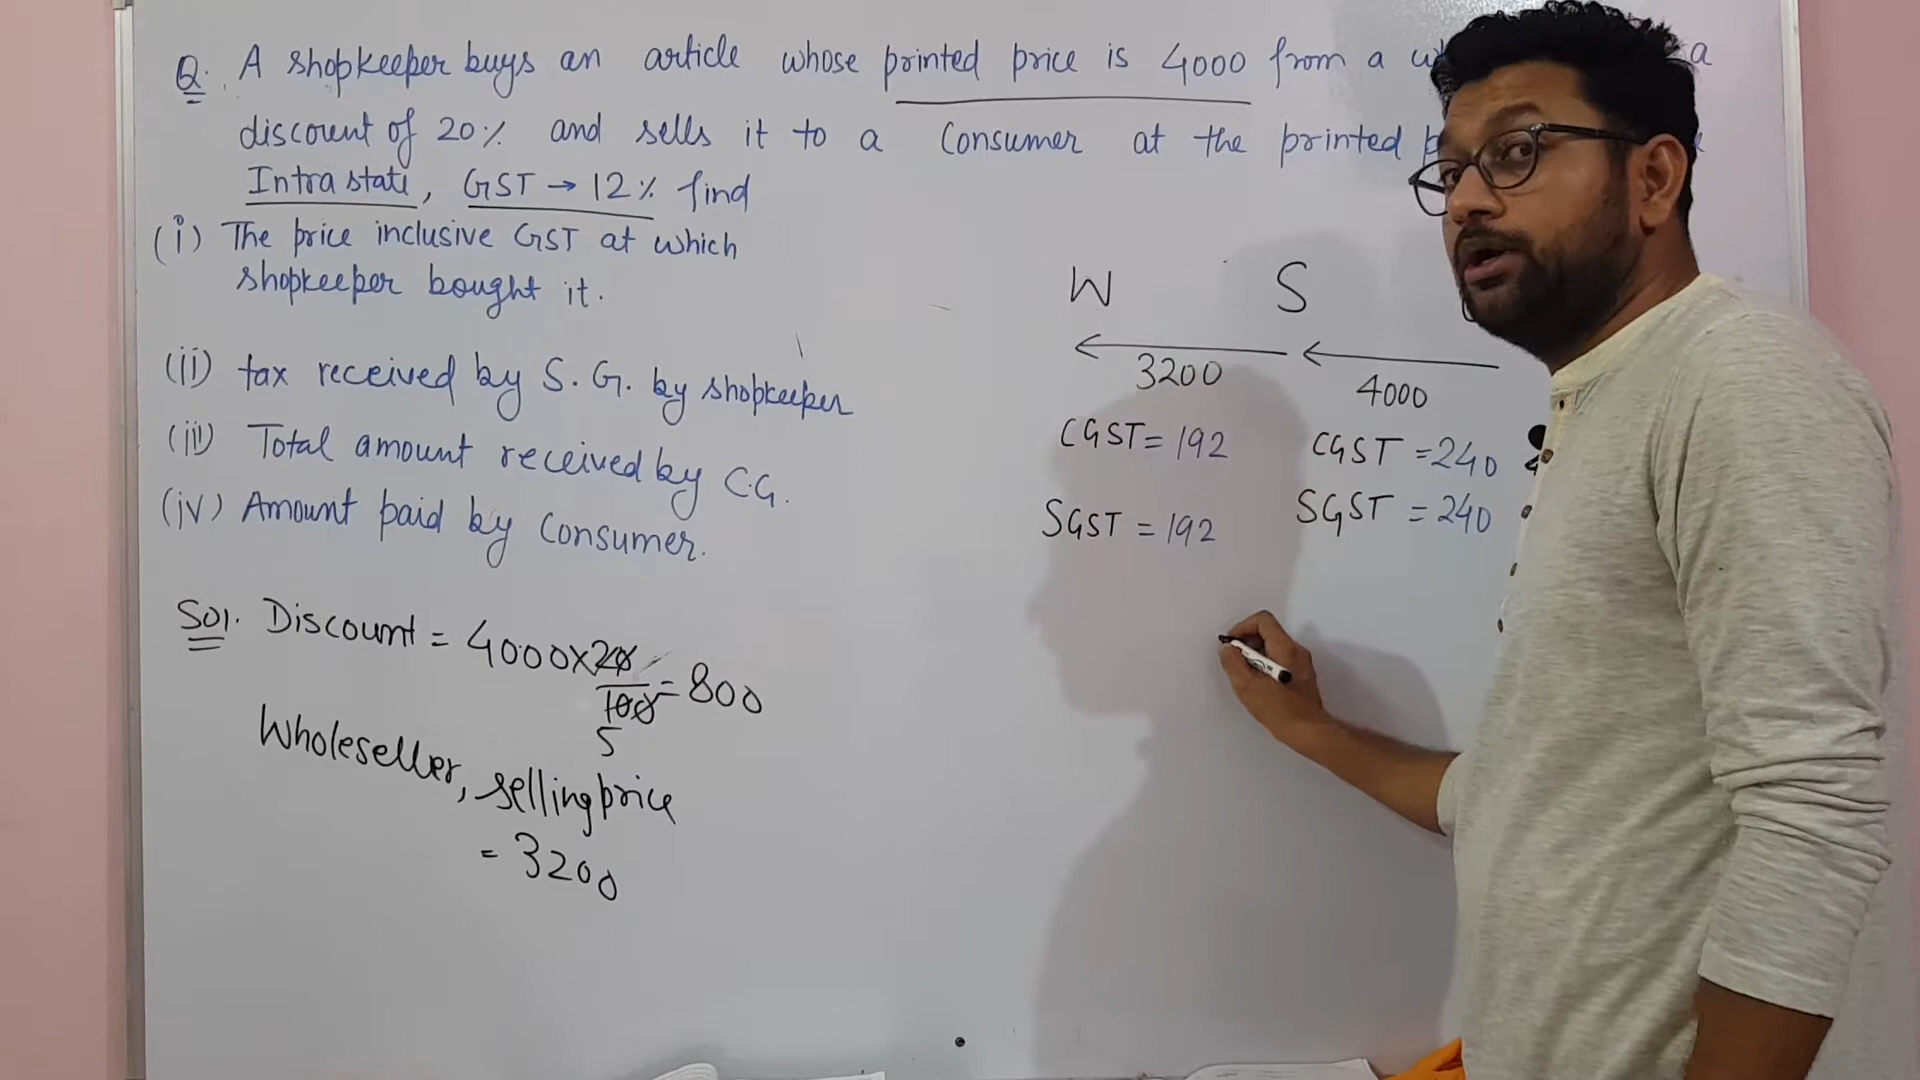 Q. A shopkeeper buys an article whose printed price is 4000 from a a
discount of 20% and sells it to a Consumer at the printed
Intrastate, GST → 12% find
(i) The price inclusive GST at which
shopkeeper bought it.
(ii) tax received by S.G. by shopkeeper
(iii) Total amount received by C.G.
(iv) Amount paid by Consumer.
Sol. Discount = 4000×20/100 = 800
5
Wholeseller, selling price
= 3200
W S
3200 4000
CGST = 192 CGST = 240
SGST = 192 SGST = 240